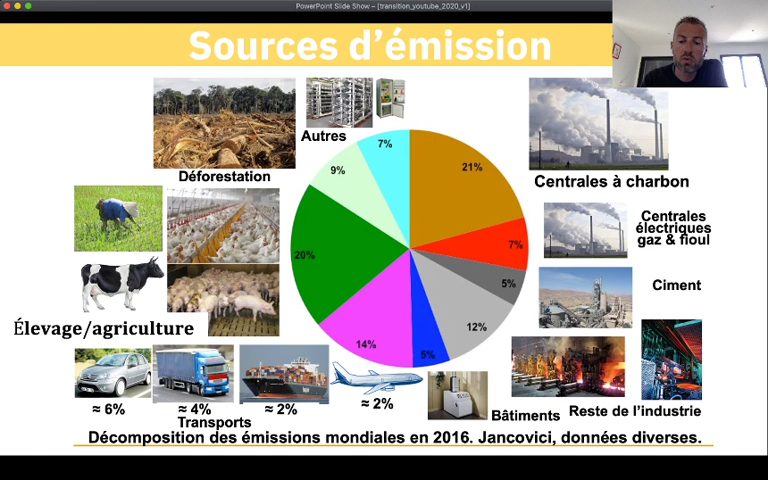 PowerPoint Slide Show – [transition_youtube_2020_v1]
Sources d'émission
Déforestation
Autres
7%
9%
21%
20%
7%
5%
12%
14%
5%
Centrales à charbon
Centrales
électriques
gaz & fioul
Ciment
Élevage/agriculture
≈ 6%
≈ 4%
≈ 2%
≈ 2%
Transports
Bâtiments
Reste de l'industrie
Décomposition des émissions mondiales en 2016. Jancovici, données diverses.